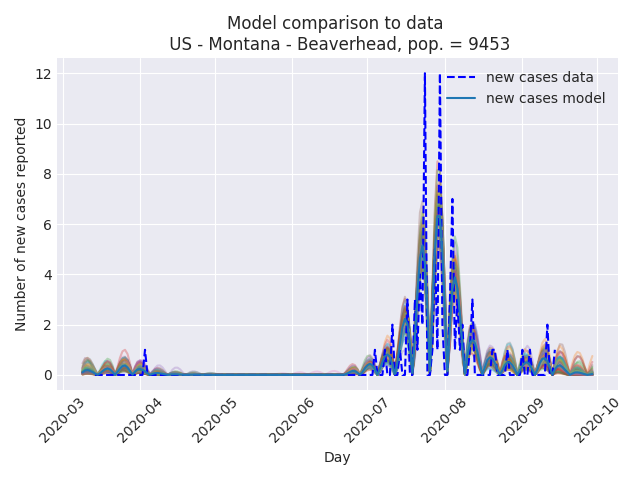 Model comparison to data
US - Montana - Beaverhead, pop. = 9453
new cases data
new cases model
Number of new cases reported
12
10
8
6
4
2
0
2020-03
2020-04
2020-05
2020-06
2020-07
2020-08
2020-09
2020-10
Day